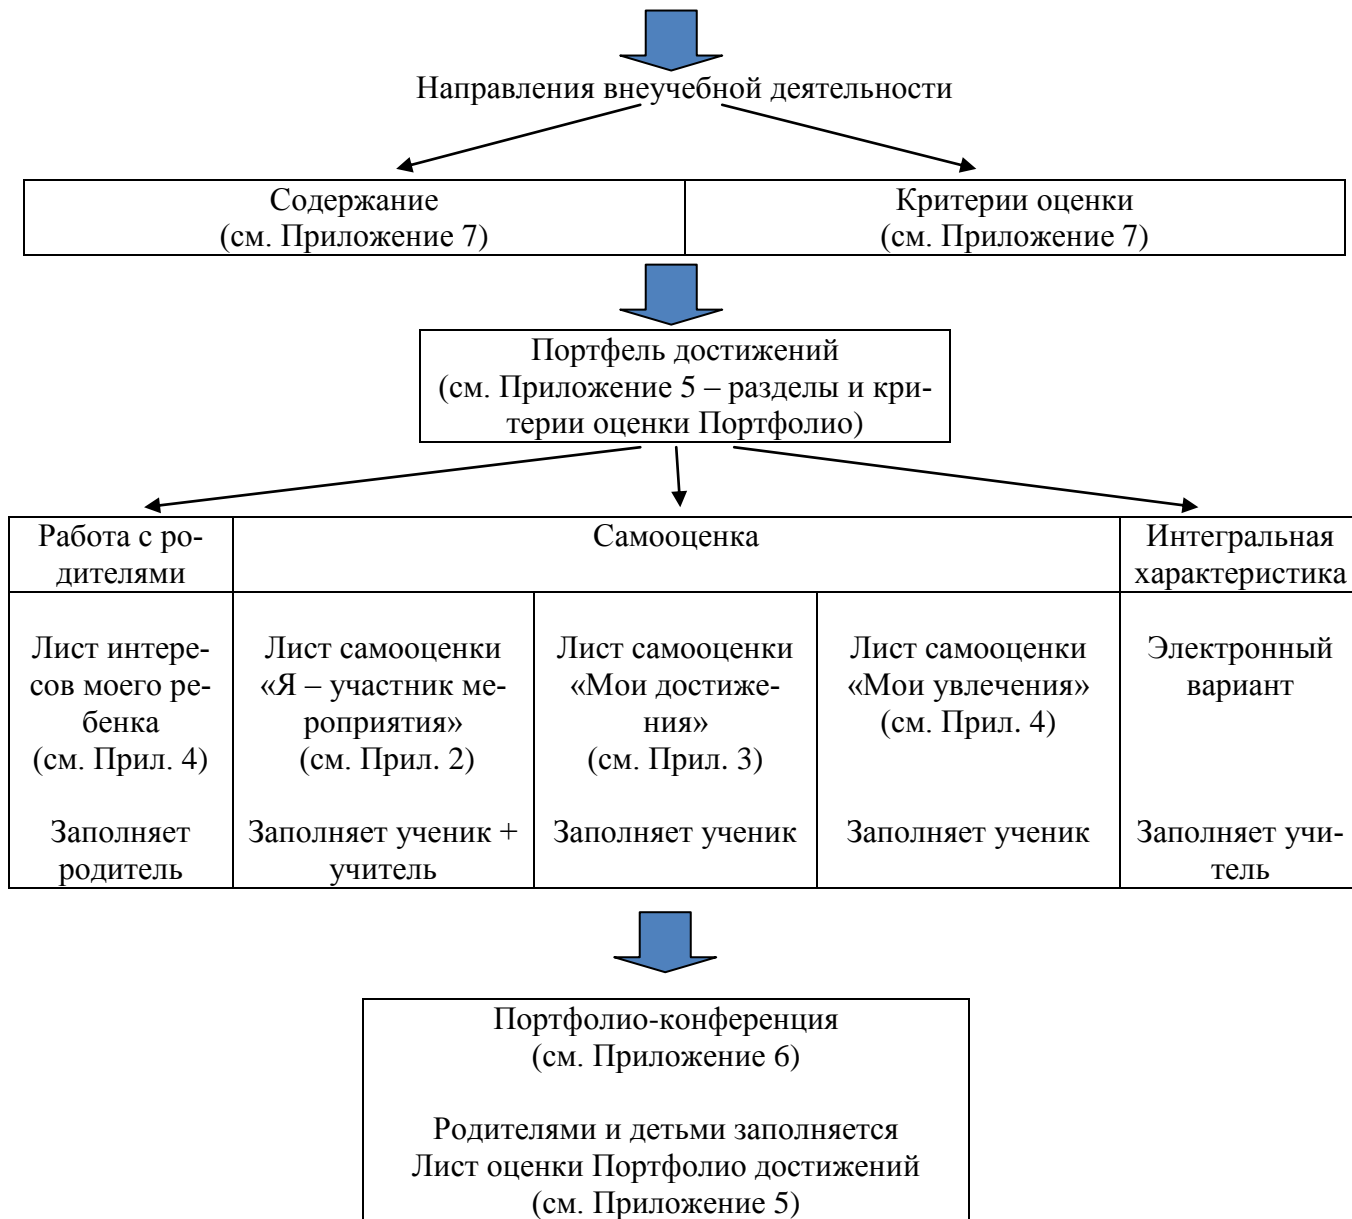 Направления внеучебной деятельности
Содержание
(см. Приложение 7)
Критерии оценки
(см. Приложение 7)
Портфель достижений
(см. Приложение 5 – разделы и кри-
терии оценки Портфолио)
Работа с ро-
дителями
Самооценка
Интегральная
характеристика
Лист интере-
сов моего ре-
бенка
(см. Прил. 4)
Заполняет
родитель
Лист самооценки
«Я – участник ме-
роприятия»
(см. Прил. 2)
Заполняет ученик +
учитель
Лист самооценки
«Мои достиже-
ния»
(см. Прил. 3)
Заполняет ученик
Лист самооценки
«Мои увлечения»
(см. Прил. 4)
Заполняет ученик
Электронный
вариант
Заполняет учи-
тель
Портфолио-конференция
(см. Приложение 6)
Родителями и детьми заполняется
Лист оценки Портфолио достижений
(см. Приложение 5)